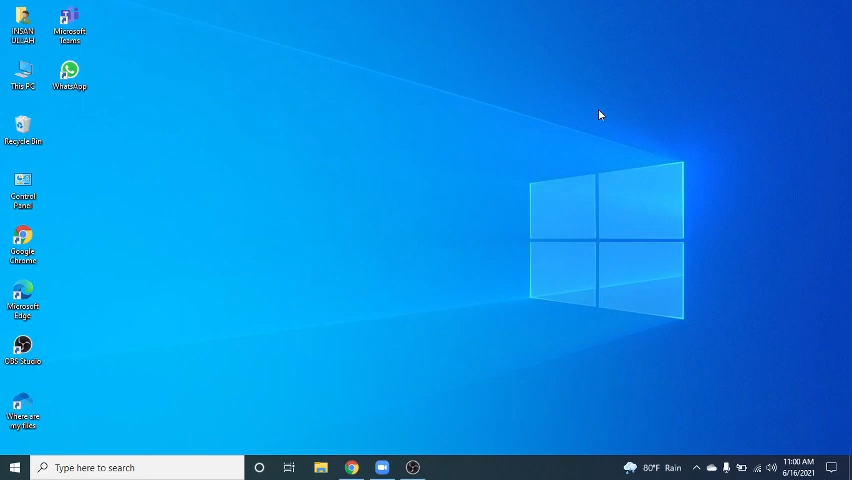 INSAN
ULLAH
Microsoft
Teams
This PC
WhatsApp
Recycle Bin
Control
Panel
Google
Chrome
Microsoft
Edge
OBS Studio
Where are
my files
Type here to search
80°F Rain
11:00 AM
6/16/2021